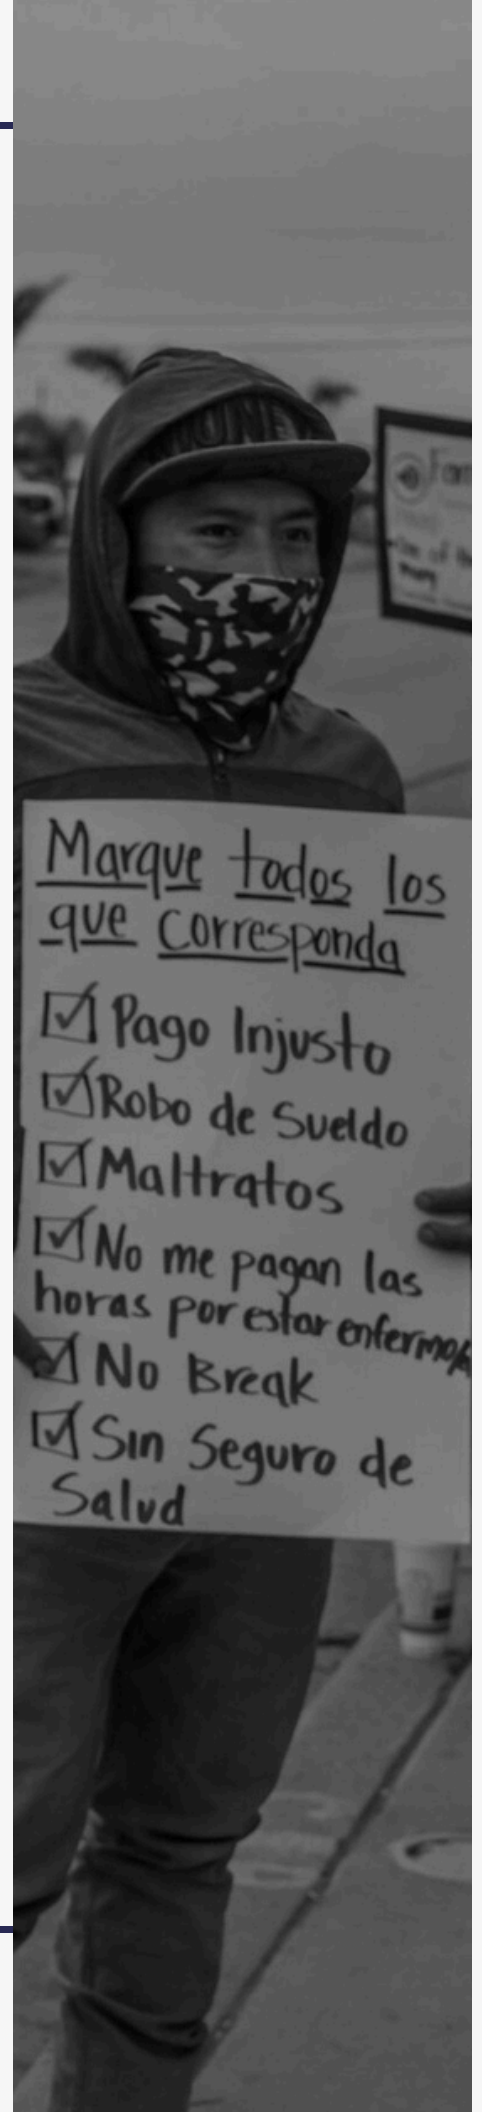 Marque todos los
que corresponda
☑ Pago Injusto
☑ Robo de Sueldo
☑ Maltratos
☑ No me pagan las
horas por estar enfermo/a
☑ No Break
☑ Sin Seguro de
Salud